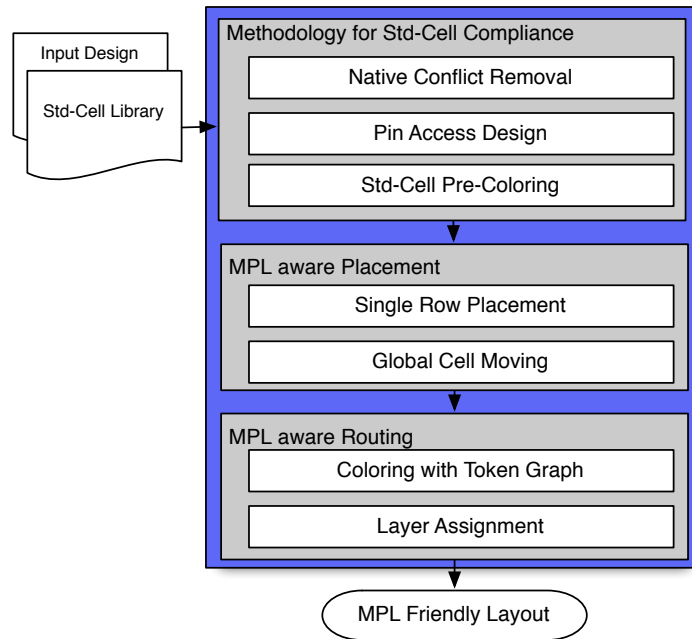 Input Design
Std-Cell Library
Methodology for Std-Cell Compliance
Native Conflict Removal
Pin Access Design
Std-Cell Pre-Coloring
MPL aware Placement
Single Row Placement
Global Cell Moving
MPL aware Routing
Coloring with Token Graph
Layer Assignment
MPL Friendly Layout